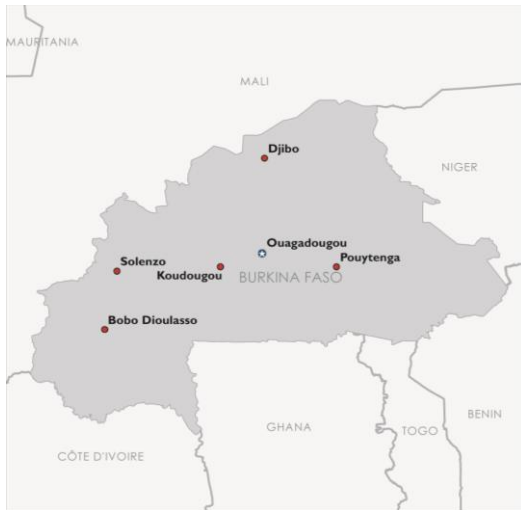 MAURITANIA
MALI
Djibo
NIGER
Ouagadougou
Solenzo
Pouytenga
Koudougou
BURKINA FASO
Bobo Dioulasso
BENIN
GHANA
TOGO
CÔTE D'IVOIRE